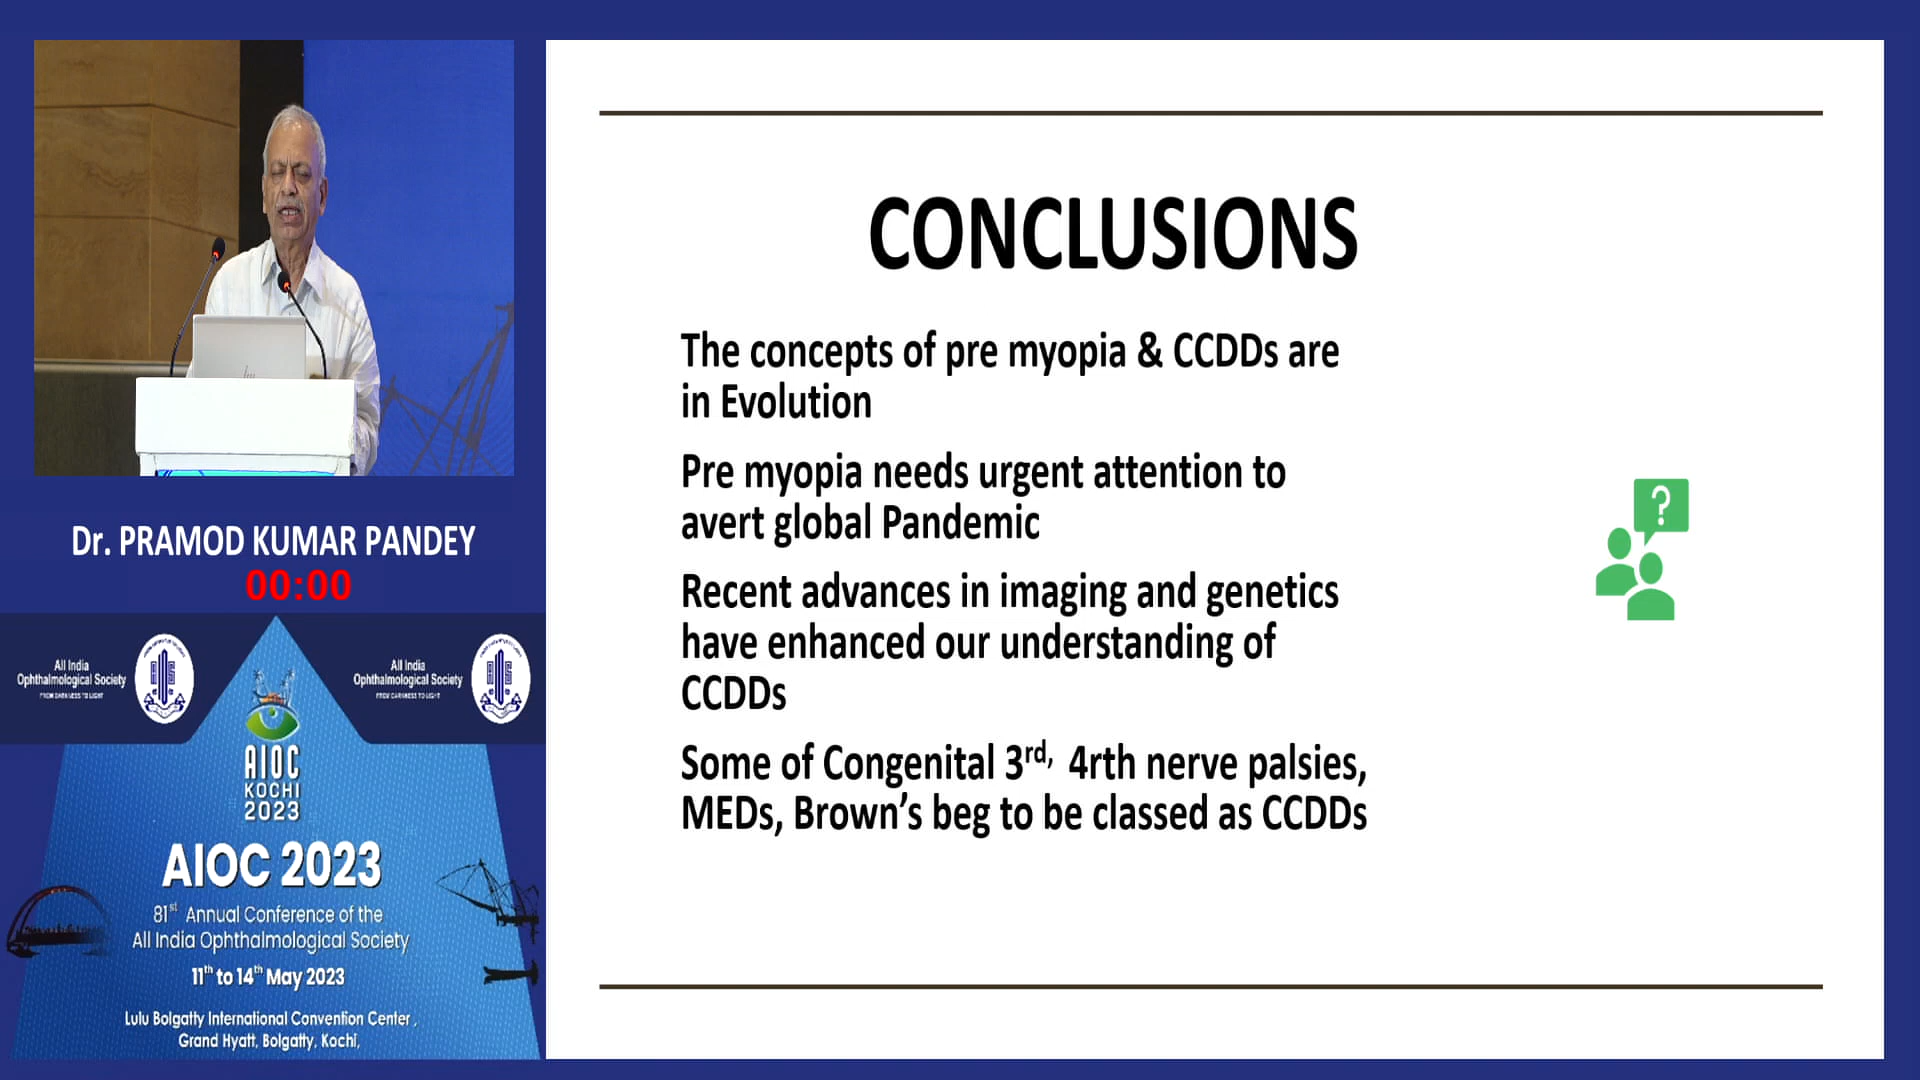 CONCLUSIONS
The concepts of pre myopia & CCDDs are
in Evolution
Pre myopia needs urgent attention to
avert global Pandemic
Recent advances in imaging and genetics
have enhanced our understanding of
CCDDs
Some of Congenital 3rd, 4rth nerve palsies,
MEDs, Brown’s beg to be classed as CCDDs
?
hp
Dr. PRAMOD KUMAR PANDEY
00:00
All India
Ophthalmological Society
FROM DARKNESS TO LIGHT
All India
Ophthalmological Society
FROM DARKNESS TO LIGHT
AIOC
KOCHI
2023
AIOC 2023
81st Annual Conference of the
All India Ophthalmological Society
11th to 14th May 2023
Lulu Bolgatty International Convention Center ,
Grand Hyatt, Bolgatty, Kochi,